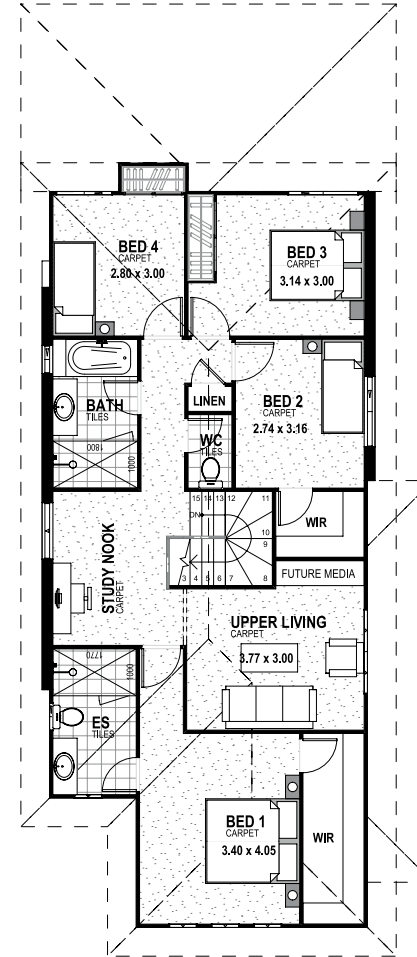 BED 4
CARPET
2.80 x 3.00
BED 3
CARPET
3.14 x 3.00
LINEN
BED 2
CARPET
2.74 x 3.16
BATH
TILES
WC
TILES
1800
1000
15 14 13 12 11
DN
10
9
3 4 5 6 7 8
WIR
STUDY NOOK
CARPET
FUTURE MEDIA
UPPER LIVING
CARPET
3.77 x 3.00
1770
1000
ES
TILES
BED 1
CARPET
3.40 x 4.05
WIR